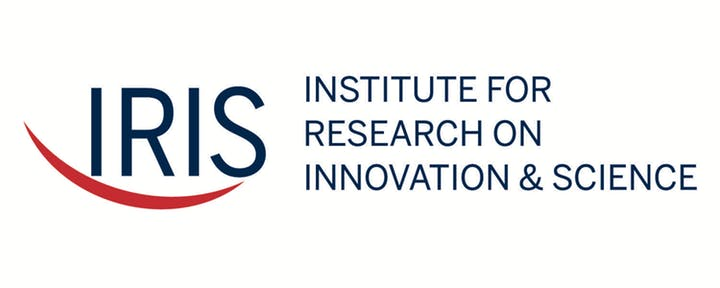 IRIS
INSTITUTE FOR
RESEARCH ON
INNOVATION & SCIENCE